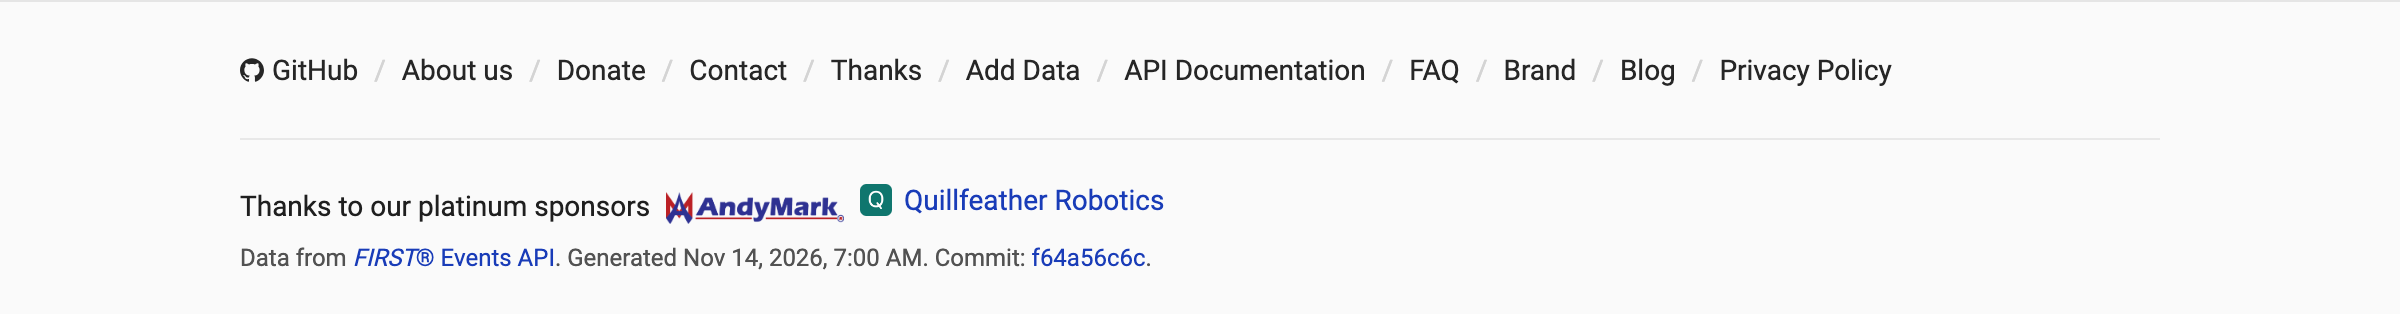 GitHub / About us / Donate / Contact / Thanks / Add Data / API Documentation / FAQ / Brand / Blog / Privacy Policy
Thanks to our platinum sponsors AndyMark® Q Quillfeather Robotics
Data from FIRST® Events API. Generated Nov 14, 2026, 7:00 AM. Commit: f64a56c6c.